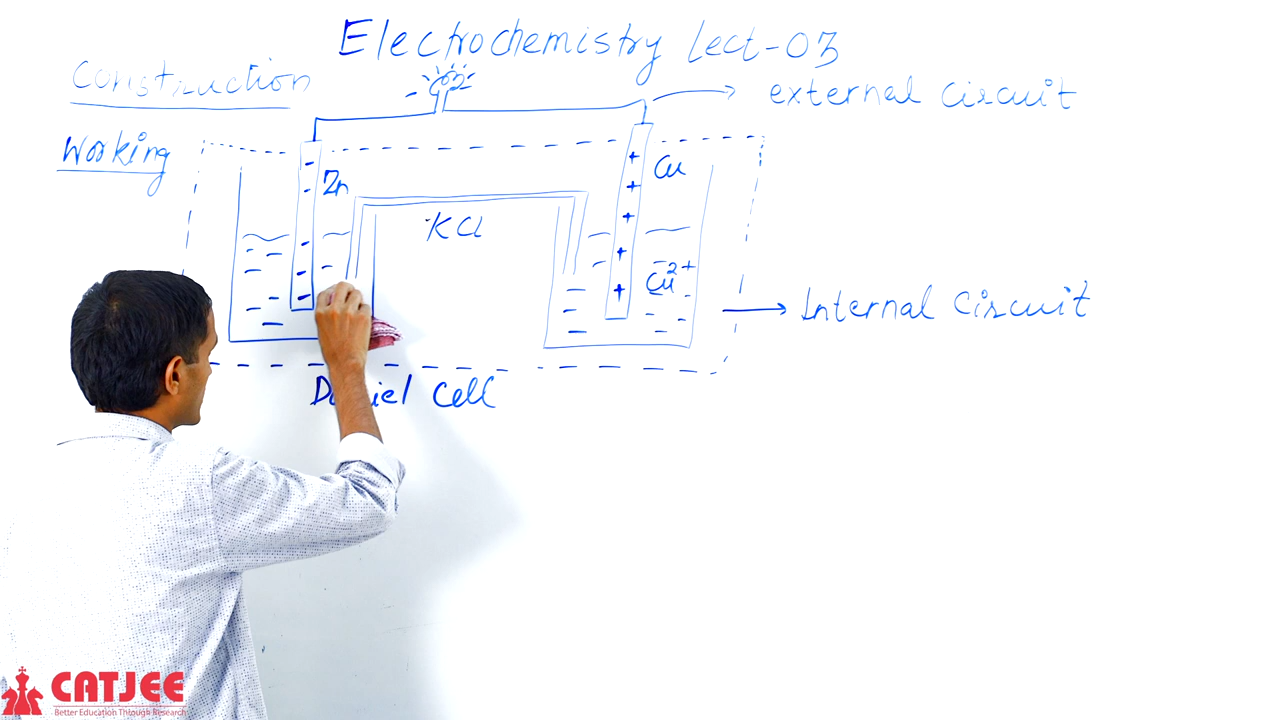 Electrochemistry Lect-03
Construction
external circuit
Working
Zn
Cu
KCl
Cu2+
Internal Circuit
Cell
CATJEE
Better Education Through Research